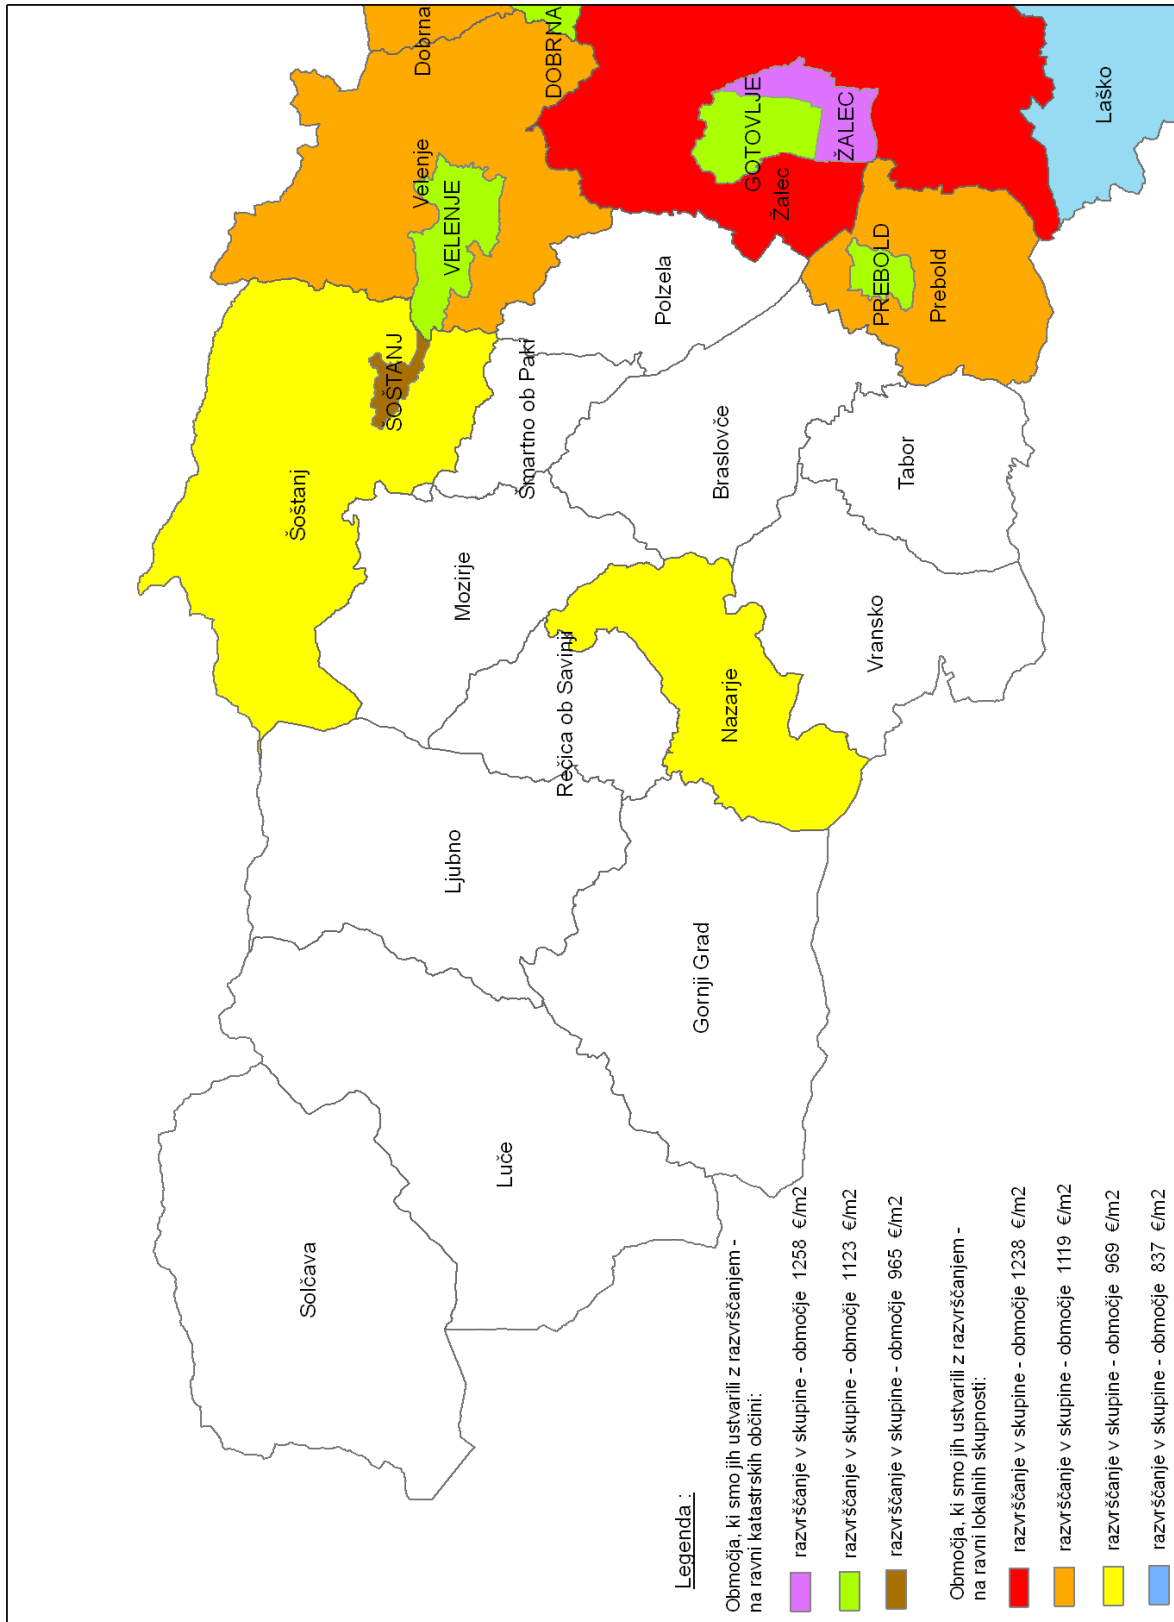 Solčava
Luče
Ljubno
Gornji Grad
Rečica ob Savinji
Nazarje
Mozirje
Šoštanj
ŠOŠTANJ
Šmartno ob Paki
Braslovče
Vransko
Tabor
Polzela
Velenje
VELENJE
Dobrna
DOBRNA
GOTOVLJE
ŽALEC
Žalec
PREBOLD
Prebold
Laško
Legenda :
Območja, ki smo jih ustvarili z razvrščanjem -
na ravni katastrskih občini:
razvrščanje v skupine - območje 1258 €/m2
razvrščanje v skupine - območje 1123 €/m2
razvrščanje v skupine - območje 965 €/m2
Območja, ki smo jih ustvarili z razvrščanjem -
na ravni lokalnih skupnosti:
razvrščanje v skupine - območje 1238 €/m2
razvrščanje v skupine - območje 1119 €/m2
razvrščanje v skupine - območje 969 €/m2
razvrščanje v skupine - območje 837 €/m2